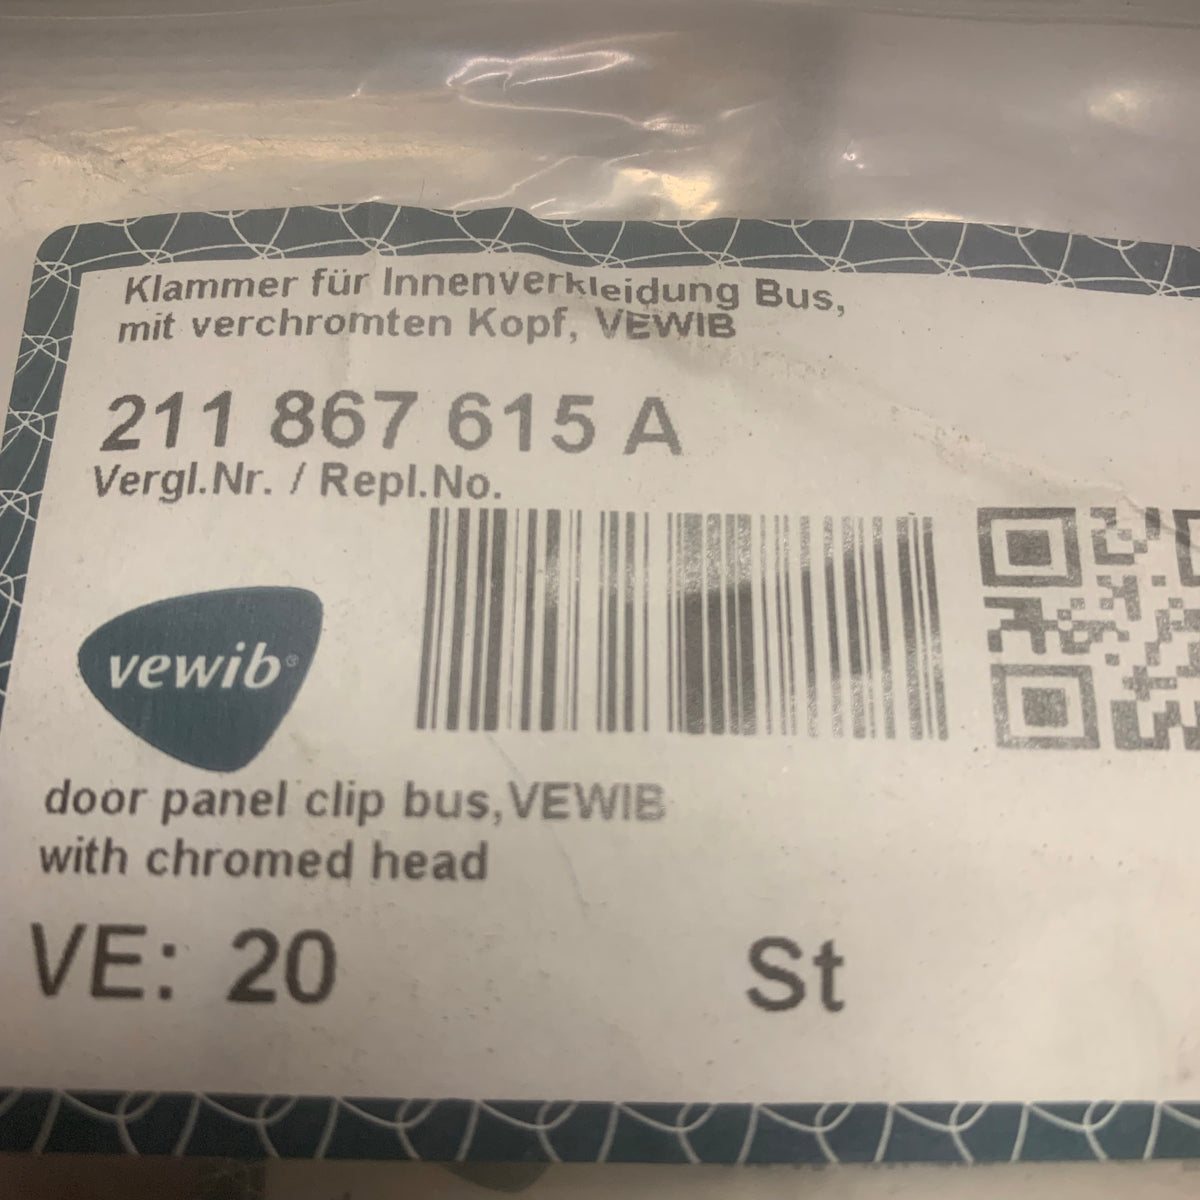 Klammer für Innenverkleidung Bus,
mit verchromten Kopf, VEWIB
211 867 615 A
Vergl.Nr. / Repl.No.
vewib®
door panel clip bus,VEWIB
with chromed head
VE: 20 St